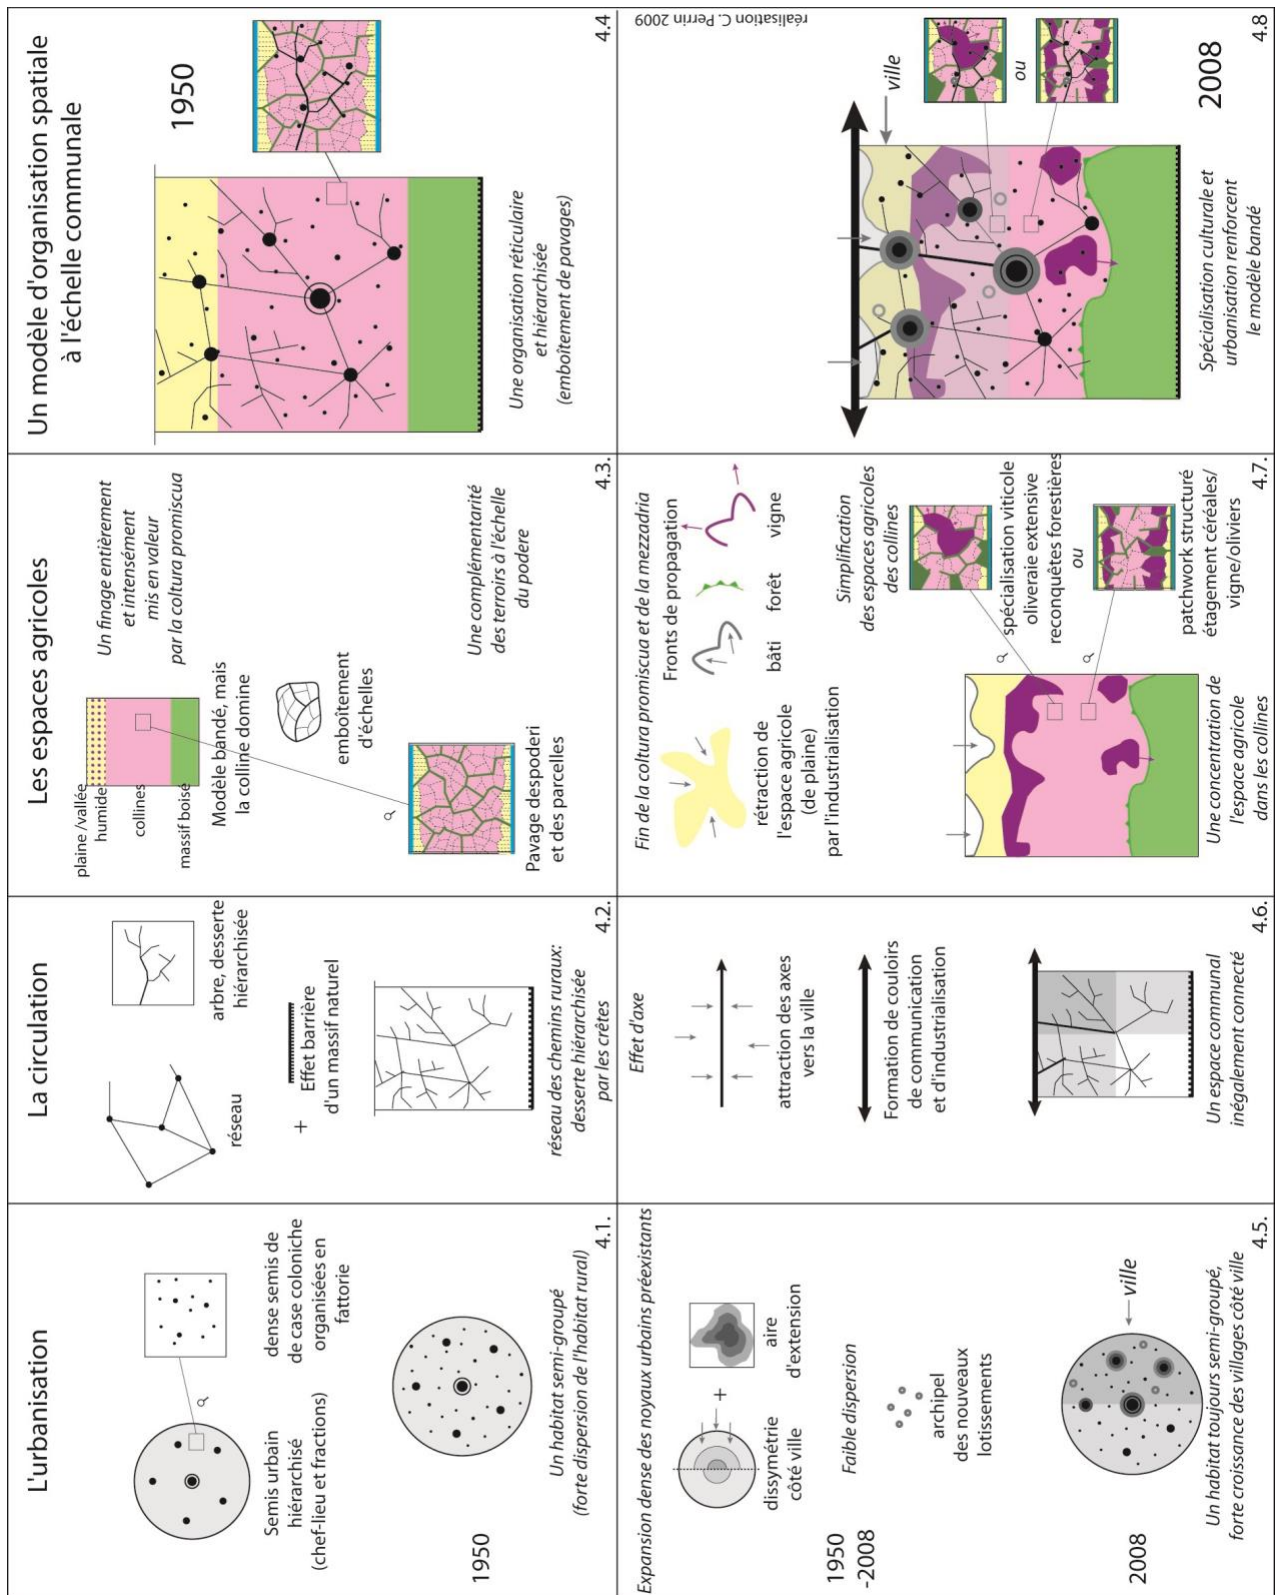 L'urbanisation
Semis urbain
hiérarchisé
(chef-lieu et fractions)
dense semis de
de case coloniche
organisées en
fattorie
1950
Un habitat semi-groupé
(forte dispersion de l'habitat rural)
4.1.
La circulation
réseau
arbre, desserte
hiérarchisée
+
Effet barrière
d'un massif naturel
réseau des chemins ruraux:
desserte hiérarchisée
par les crêtes
4.2.
Les espaces agricoles
plaine /vallée
humide
collines
massif boisé
Un finage entièrement
et intensément
mis en valeur
par la coltura promiscua
Modèle bandé, mais
la colline domine
emboîtement
d'échelles
Pavage despoderi
et des parcelles
Une complémentarité
des terroirs à l'échelle
du podere
4.3.
Un modèle d'organisation spatiale
à l'échelle communale
1950
Une organisation réticulaire
et hiérarchisée
(emboîtement de pavages)
4.4
Expansion dense des noyaux urbains préexistants
dissymétrie
côté ville
+
aire
d'extension
1950
-2008
Faible dispersion
archipel
des nouveaux
lotissements
2008
ville
Un habitat toujours semi-groupé,
forte croissance des villages côté ville
4.5.
Effet d'axe
attraction des axes
vers la ville
Formation de couloirs
de communication
et d'industrialisation
Un espace communal
inégalement connecté
4.6.
Fin de la coltura promiscua et de la mezzadria
rétraction de
l'espace agricole
(de plaine)
par l'industrialisation
Fronts de propagation
bâti
forêt
vigne
Simplification
des espaces agricoles
des collines
spécialisation viticole
oliveraie extensive
reconquêtes forestières
ou
patchwork structuré
étagement céréales/
vigne/oliviers
Une concentration de
l'espace agricole
dans les collines
4.7.
réalisation C. Perrin 2009
ville
ou
2008
Spécialisation culturale et
urbanisation renforcent
le modèle bandé
4.8